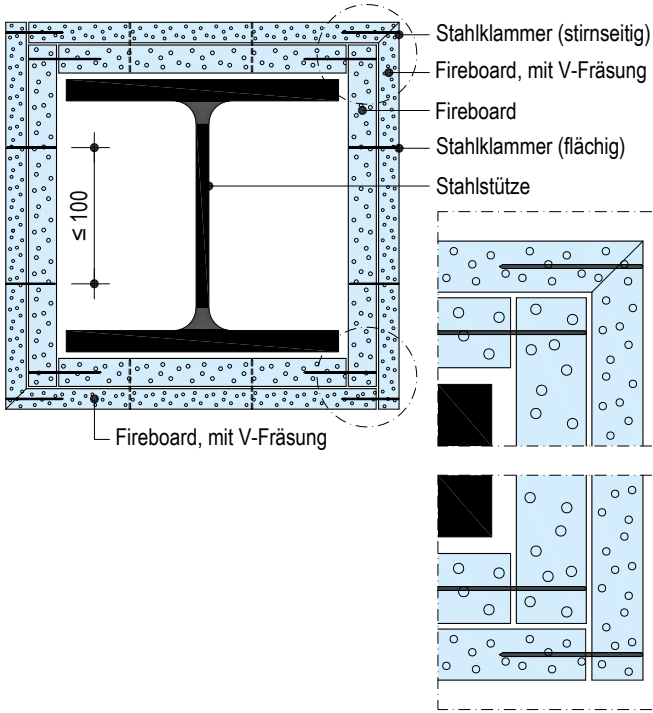 Stahlklammer (stirnseitig)
Fireboard, mit V-Fräsung
Fireboard
Stahlklammer (flächig)
Stahlstütze
≤ 100
Fireboard, mit V-Fräsung